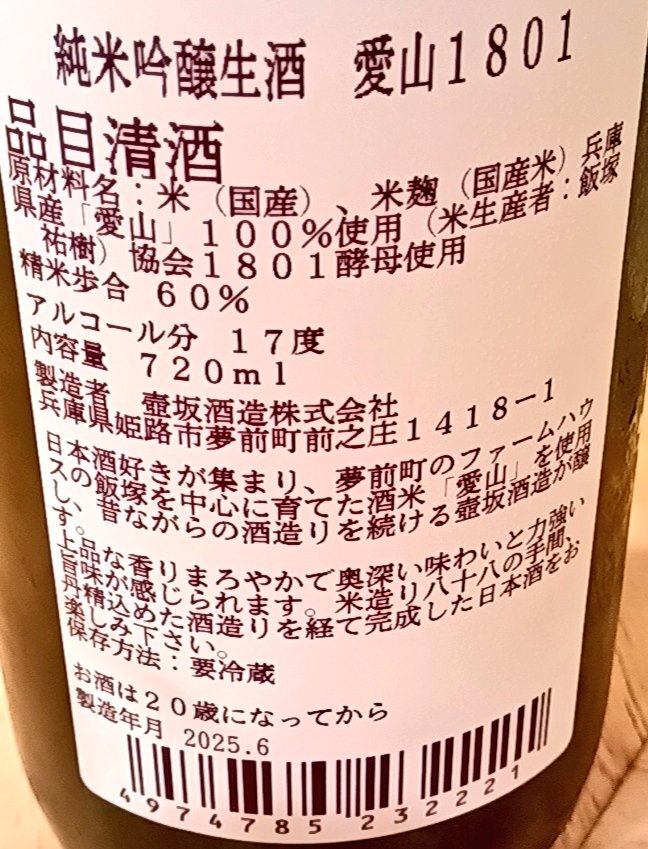 純米吟醸生酒　愛山1801
品目清酒
原材料名：米（国産）、米麹（国産米）兵庫
県産「愛山」１００％使用（米生産者：飯塚
祐樹）協会１８０１酵母使用
精米歩合　６０％
アルコール分　１７度
内容量　７２０ｍｌ
製造者　壺坂酒造株式会社
兵庫県姫路市夢前町前之庄１４１８－１
日本酒好きが集まり、夢前町のファームハウ
スの飯塚を中心に育てた酒米「愛山」を使用
し、昔ながらの酒造りを続ける壺坂酒造が醸
す。
上品な香りまろやかで奥深い味わいと力強い
旨味が感じられます。米造り八十八の手間、
丹精込めた酒造りを経て完成した日本酒をお
楽しみ下さい。
保存方法：要冷蔵
お酒は２０歳になってから
製造年月 2025.6
4974785232221